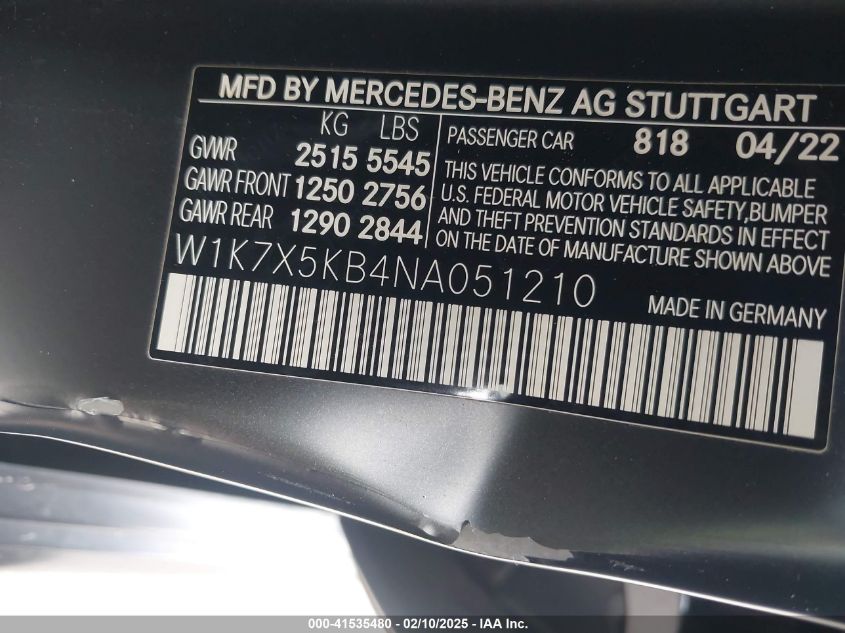 MFD BY MERCEDES-BENZ AG STUTTGART
KG LBS
GVWR 2515 5545
GAWR FRONT 1250 2756
GAWR REAR 1290 2844
PASSENGER CAR 818 04/22
THIS VEHICLE CONFORMS TO ALL APPLICABLE
U.S. FEDERAL MOTOR VEHICLE SAFETY,BUMPER
AND THEFT PREVENTION STANDARDS IN EFFECT
ON THE DATE OF MANUFACTURE SHOWN ABOVE
W1K7X5KB4NA051210
MADE IN GERMANY
000-41535480 - 02/10/2025 - IAA Inc.